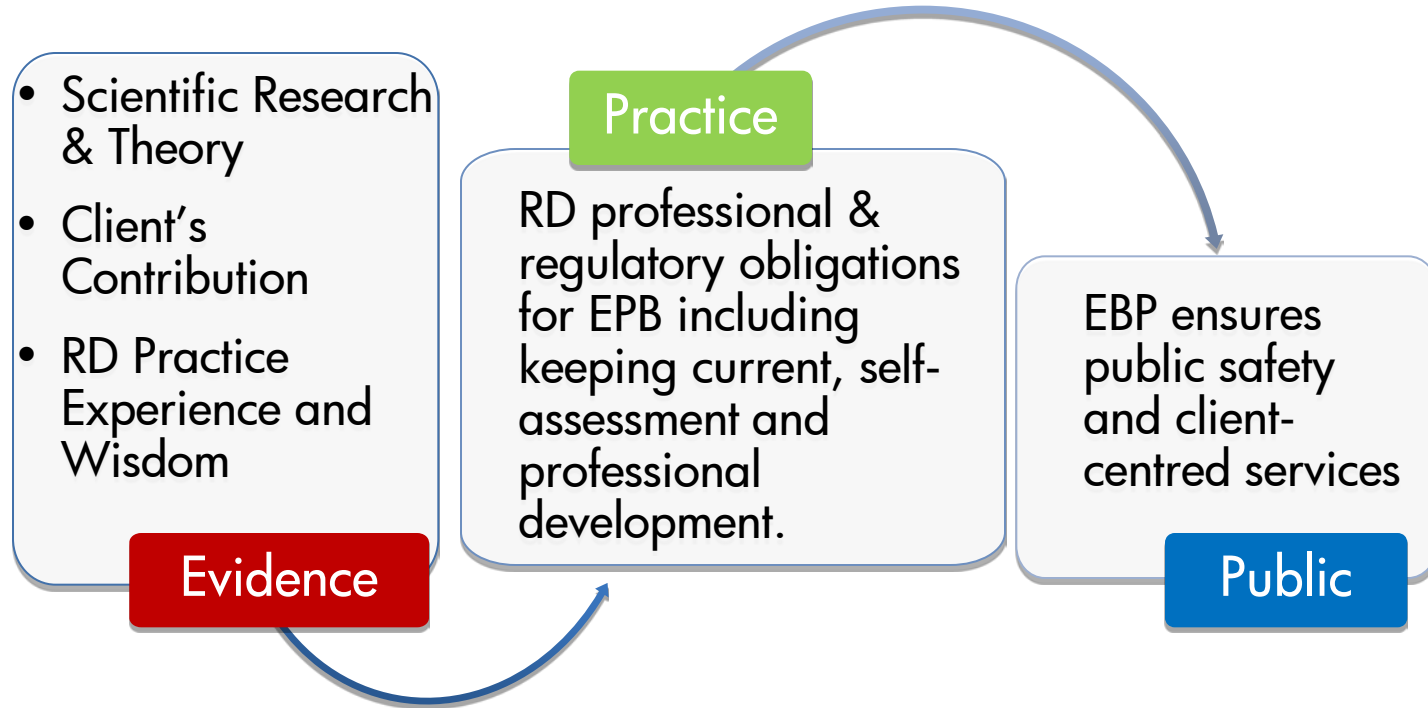 • Scientific Research
& Theory
• Client's
Contribution
• RD Practice
Experience and
Wisdom
Evidence
Practice
RD professional &
regulatory obligations
for EPB including
keeping current, self-
assessment and
professional
development.
EBP ensures
public safety
and client-
centred services
Public